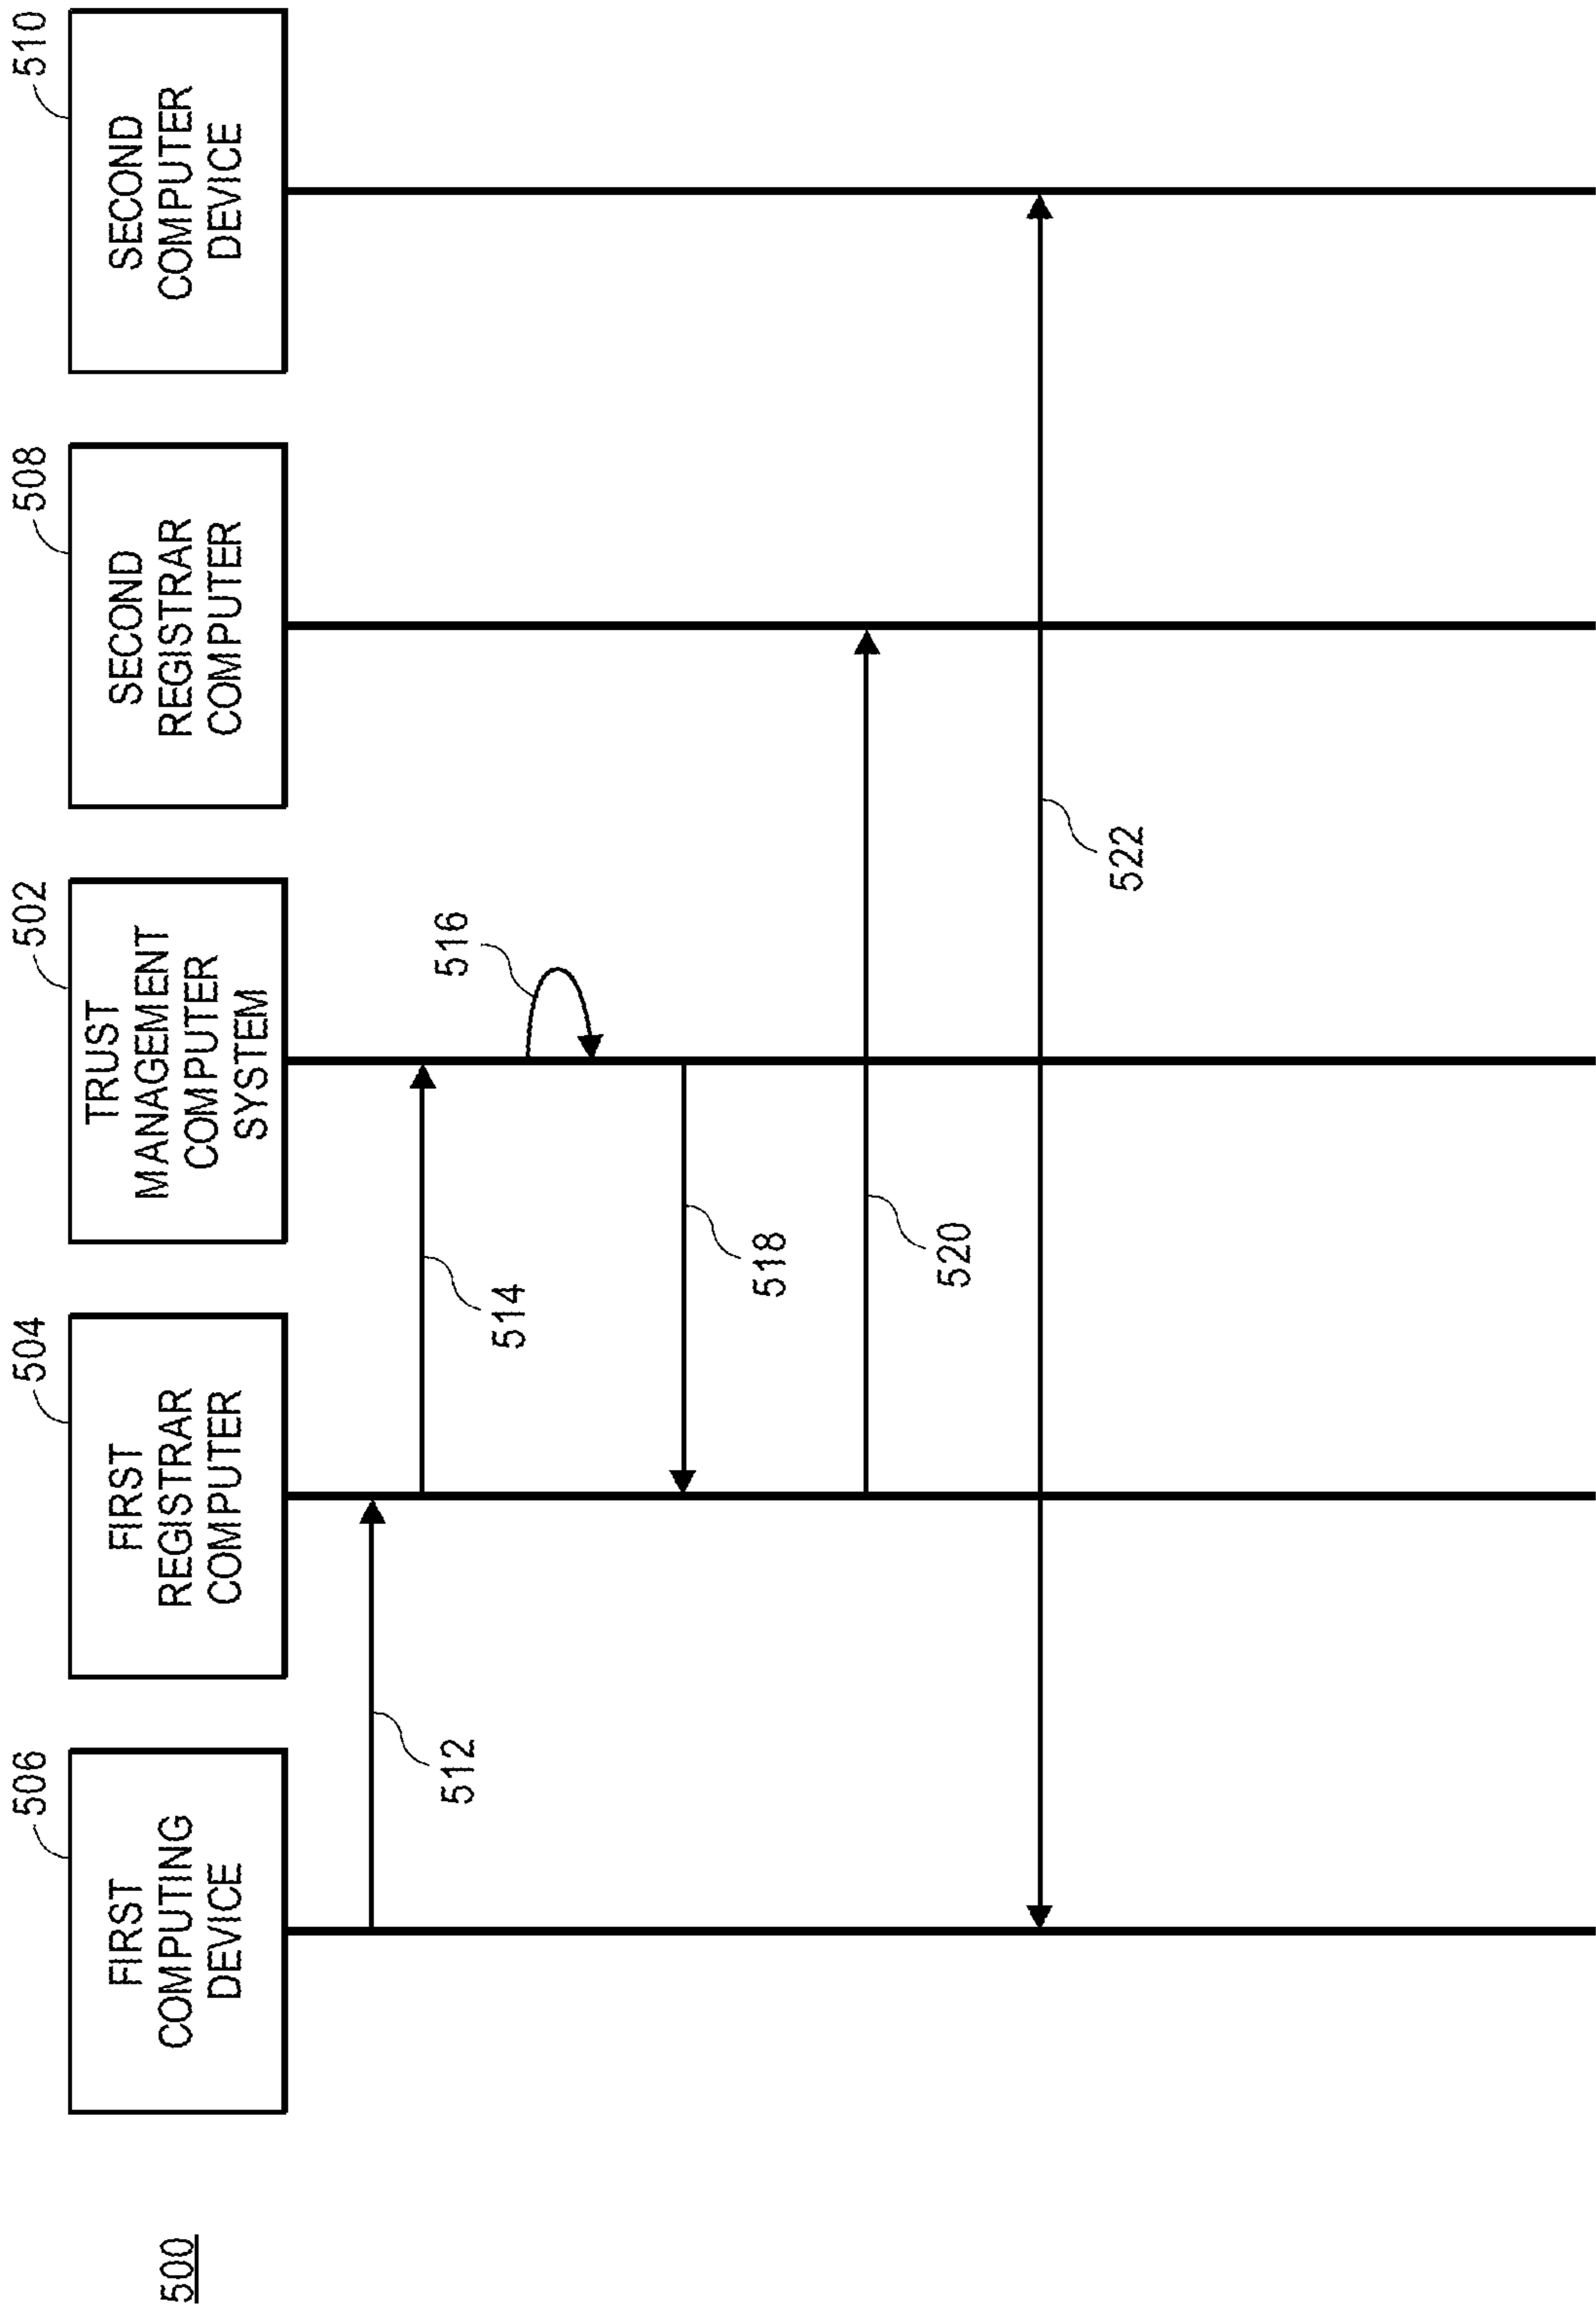 500
506
FIRST
COMPUTING
DEVICE
504
FIRST
REGISTRAR
COMPUTER
502
TRUST
MANAGEMENT
COMPUTER
SYSTEM
508
SECOND
REGISTRAR
COMPUTER
510
SECOND
COMPUTER
DEVICE
512
514
516
518
520
522